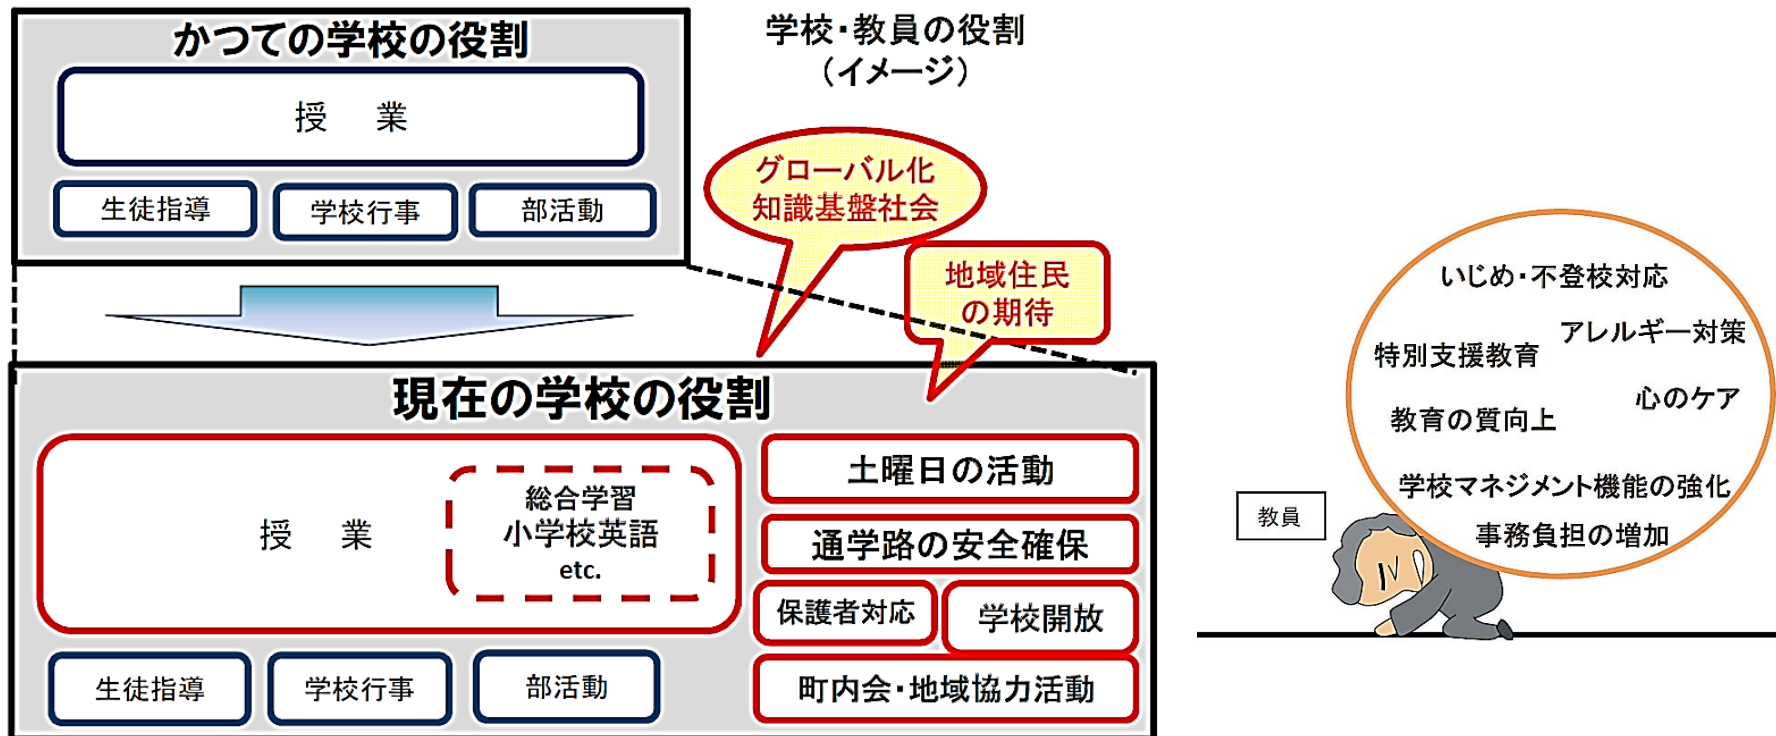 かつての学校の役割
授　業
生徒指導
学校行事
部活動
学校・教員の役割
（イメージ）
グローバル化
知識基盤社会
地域住民
の期待
現在の学校の役割
授　業
総合学習
小学校英語
etc.
土曜日の活動
通学路の安全確保
保護者対応
学校開放
町内会・地域協力活動
生徒指導
学校行事
部活動
いじめ・不登校対応
アレルギー対策
特別支援教育
心のケア
教育の質向上
学校マネジメント機能の強化
事務負担の増加
教員